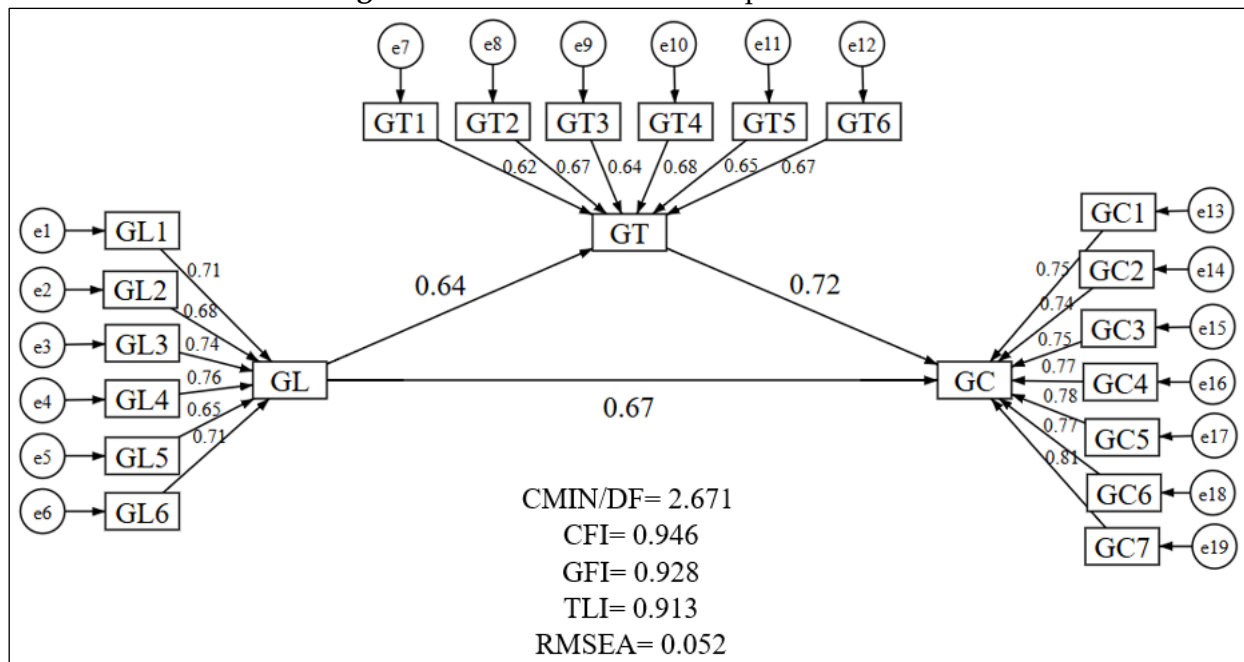 e7 e8 e9 e10 e11 e12
GT1 GT2 GT3 GT4 GT5 GT6
0.62 0.67 0.64 0.68 0.65 0.67
GT
e1 GL1
e2 GL2
e3 GL3
e4 GL4
e5 GL5
e6 GL6
0.71
0.68
0.74
0.76
0.65
0.71
GL
0.64
0.72
0.67
GC
0.75
0.74
0.75
0.77
0.78
0.77
0.81
GC1 e13
GC2 e14
GC3 e15
GC4 e16
GC5 e17
GC6 e18
GC7 e19
CMIN/DF= 2.671
CFI= 0.946
GFI= 0.928
TLI= 0.913
RMSEA= 0.052